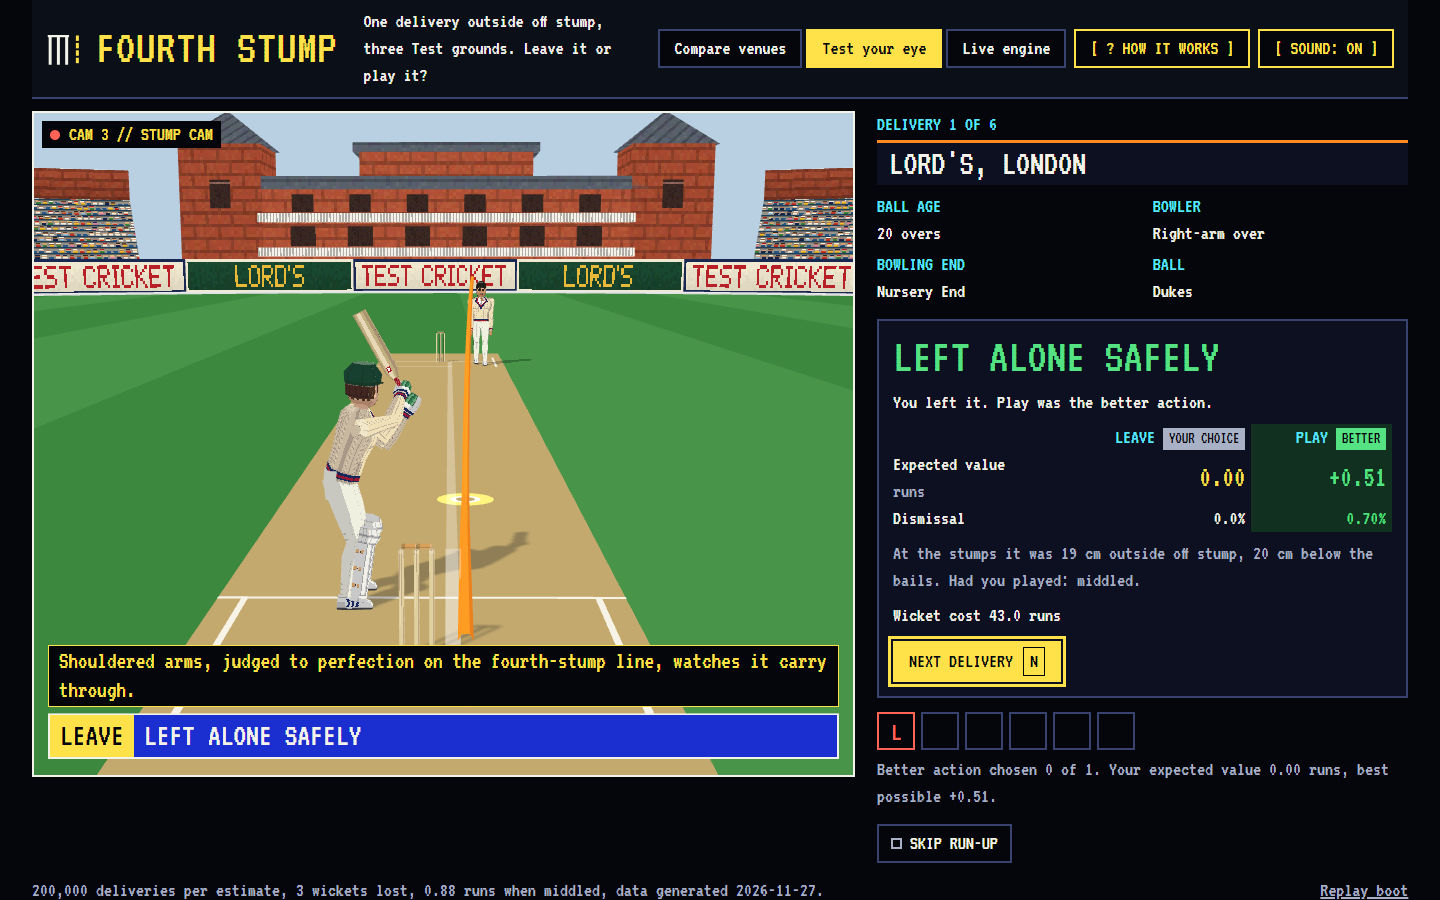 FOURTH STUMP
One delivery outside off stump,
three Test grounds. Leave it or
play it?
Compare venues
Test your eye
Live engine
[ ? HOW IT WORKS ]
[ SOUND: ON ]
CAM 3 // STUMP CAM
EST CRICKET
LORD'S
TEST CRICKET
LORD'S
TEST CRICKET
Shouldered arms, judged to perfection on the fourth-stump line, watches it carry
through.
LEAVE LEFT ALONE SAFELY
DELIVERY 1 OF 6
LORD'S, LONDON
BALL AGE
20 overs
BOWLER
Right-arm over
BOWLING END
Nursery End
BALL
Dukes
LEFT ALONE SAFELY
You left it. Play was the better action.
LEAVE YOUR CHOICE PLAY BETTER
Expected value
runs
0.00 +0.51
Dismissal 0.0% 0.70%
At the stumps it was 19 cm outside off stump, 20 cm below the
bails. Had you played: middled.
Wicket cost 43.0 runs
NEXT DELIVERY N
L
Better action chosen 0 of 1. Your expected value 0.00 runs, best
possible +0.51.
SKIP RUN-UP
200,000 deliveries per estimate, 3 wickets lost, 0.88 runs when middled, data generated 2026-11-27.
Replay boot